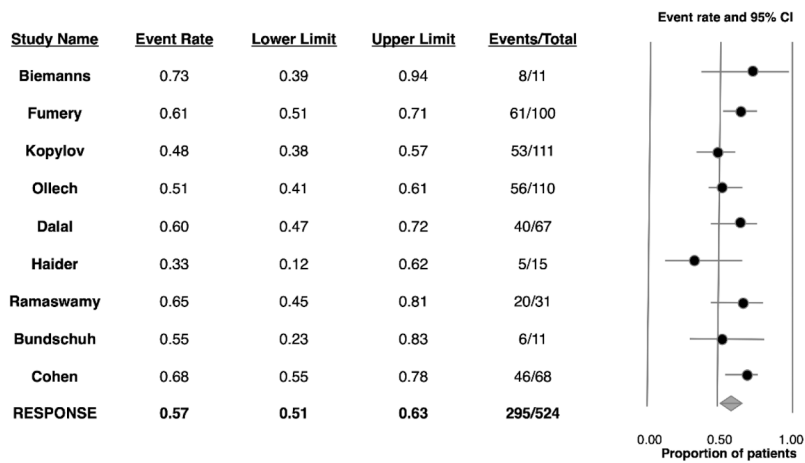 Event rate and 95% CI
Study Name Event Rate Lower Limit Upper Limit Events/Total
Biemanns 0.73 0.39 0.94 8/11
Fumery 0.61 0.51 0.71 61/100
Kopylov 0.48 0.38 0.57 53/111
Ollech 0.51 0.41 0.61 56/110
Dalal 0.60 0.47 0.72 40/67
Haider 0.33 0.12 0.62 5/15
Ramaswamy 0.65 0.45 0.81 20/31
Bundschuh 0.55 0.23 0.83 6/11
Cohen 0.68 0.55 0.78 46/68
RESPONSE 0.57 0.51 0.63 295/524
0.00 0.50 1.00
Proportion of patients